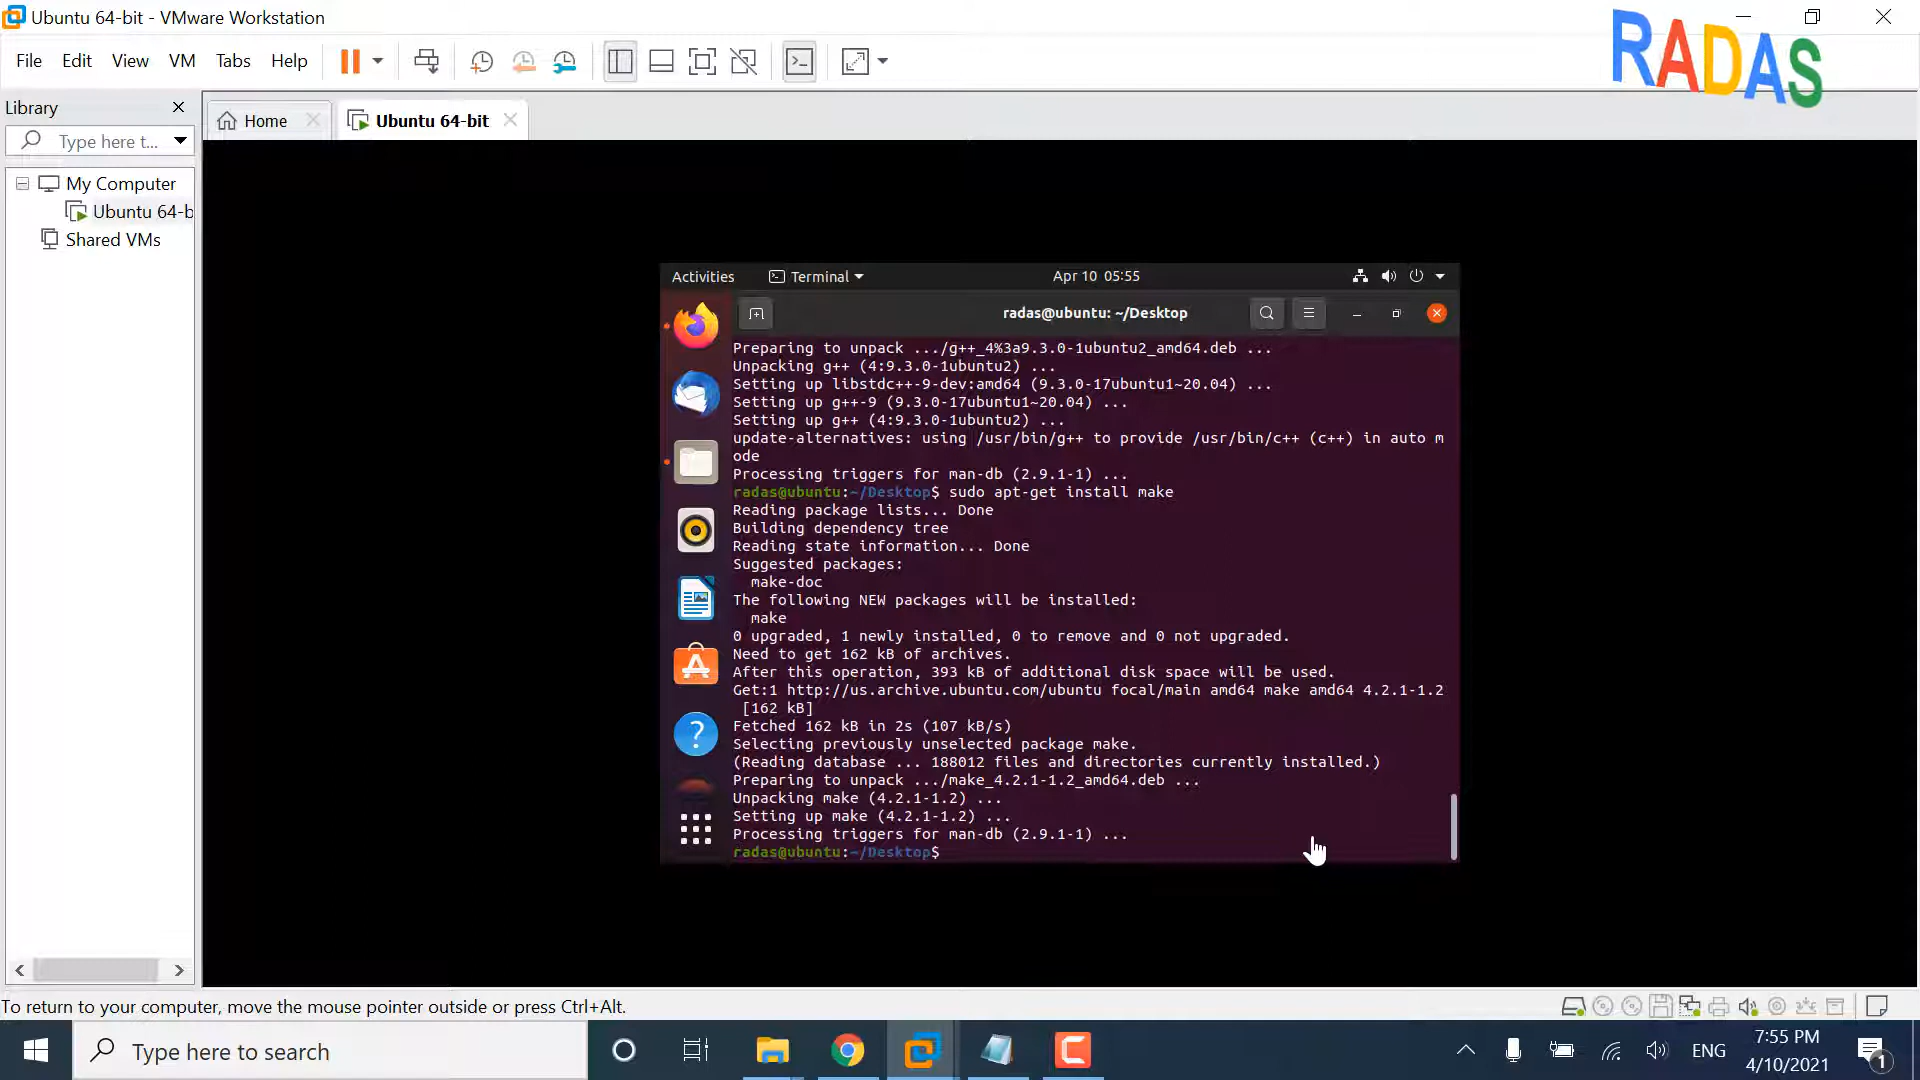 Ubuntu 64-bit - VMware Workstation
RADAS
File Edit View VM Tabs Help
Library
Home
Ubuntu 64-bit
Type here t...
My Computer
Ubuntu 64-b
Shared VMs
Activities
Terminal
Apr 10 05:55
radas@ubuntu: ~/Desktop
Preparing to unpack .../g++_4%3a9.3.0-1ubuntu2_amd64.deb ...
Unpacking g++ (4:9.3.0-1ubuntu2) ...
Setting up libstdc++-9-dev:amd64 (9.3.0-17ubuntu1~20.04) ...
Setting up g++-9 (9.3.0-17ubuntu1~20.04) ...
Setting up g++ (4:9.3.0-1ubuntu2) ...
update-alternatives: using /usr/bin/g++ to provide /usr/bin/c++ (c++) in auto m
ode
Processing triggers for man-db (2.9.1-1) ...
radas@ubuntu:~/Desktop$ sudo apt-get install make
Reading package lists... Done
Building dependency tree
Reading state information... Done
Suggested packages:
make-doc
The following NEW packages will be installed:
make
0 upgraded, 1 newly installed, 0 to remove and 0 not upgraded.
Need to get 162 kB of archives.
After this operation, 393 kB of additional disk space will be used.
Get:1 http://us.archive.ubuntu.com/ubuntu focal/main amd64 make amd64 4.2.1-1.2
[162 kB]
Fetched 162 kB in 2s (107 kB/s)
Selecting previously unselected package make.
(Reading database ... 188012 files and directories currently installed.)
Preparing to unpack .../make_4.2.1-1.2_amd64.deb ...
Unpacking make (4.2.1-1.2) ...
Setting up make (4.2.1-1.2) ...
Processing triggers for man-db (2.9.1-1) ...
radas@ubuntu:~/Desktop$
To return to your computer, move the mouse pointer outside or press Ctrl+Alt.
Type here to search
ENG
7:55 PM
4/10/2021
1